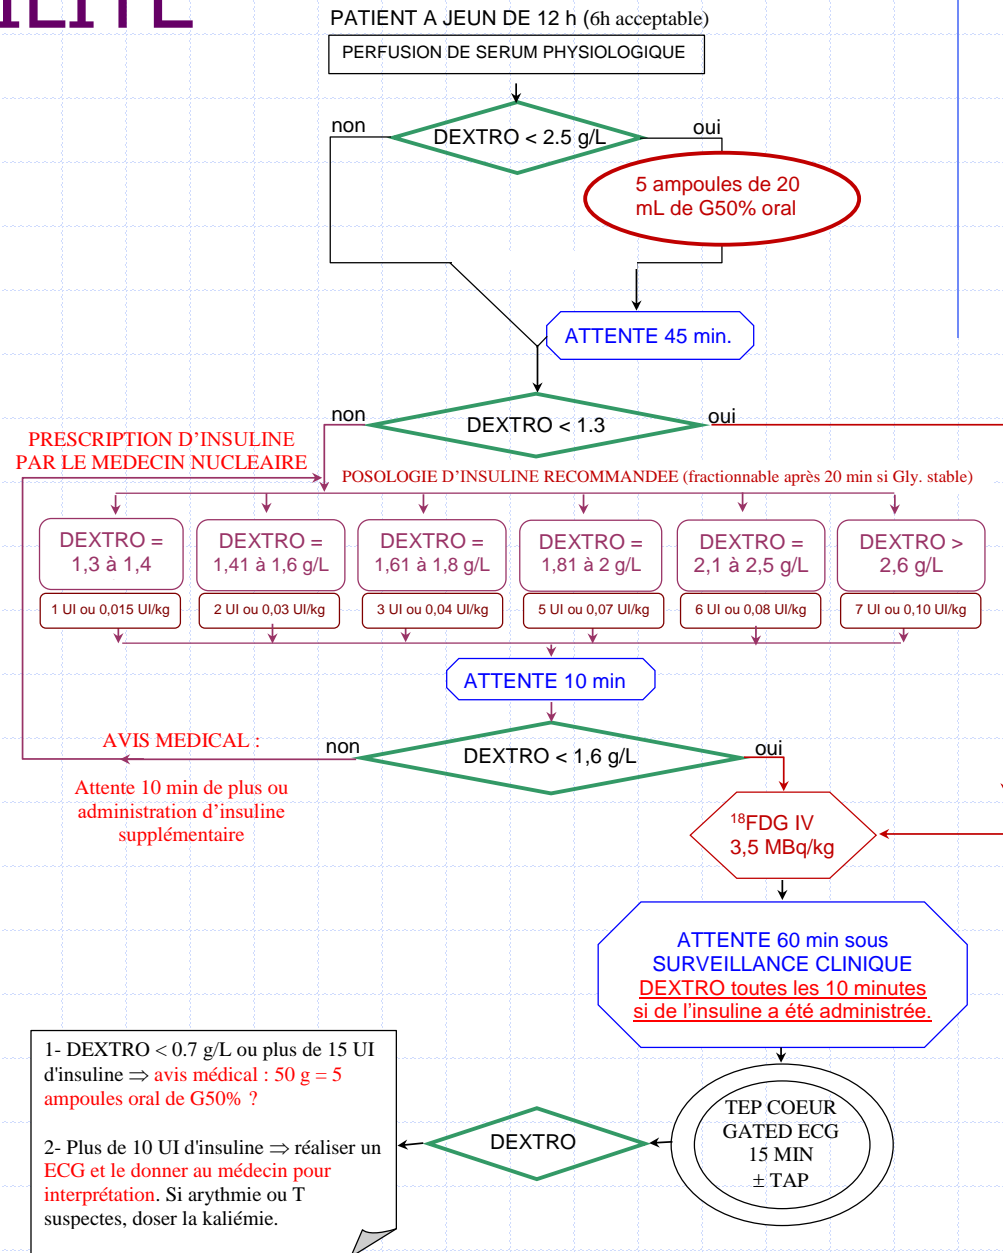 PATIENT A JEUN DE 12 h (6h acceptable)
PERFUSION DE SERUM PHYSIOLOGIQUE
non
DEXTRO < 2.5 g/L
oui
5 ampoules de 20
mL de G50% oral
ATTENTE 45 min.
non
DEXTRO < 1.3
oui
PRESCRIPTION D’INSULINE
PAR LE MEDECIN NUCLEAIRE
POSOLOGIE D’INSULINE RECOMMANDEE (fractionnable après 20 min si Gly. stable)
DEXTRO =
1,3 à 1,4
DEXTRO =
1,41 à 1,6 g/L
DEXTRO =
1,61 à 1,8 g/L
DEXTRO =
1,81 à 2 g/L
DEXTRO =
2,1 à 2,5 g/L
DEXTRO >
2,6 g/L
1 UI ou 0,015 UI/kg
2 UI ou 0,03 UI/kg
3 UI ou 0,04 UI/kg
5 UI ou 0,07 UI/kg
6 UI ou 0,08 UI/kg
7 UI ou 0,10 UI/kg
ATTENTE 10 min
AVIS MEDICAL :
non
DEXTRO < 1,6 g/L
oui
Attente 10 min de plus ou
administration d’insuline
supplémentaire
¹⁸FDG IV
3,5 MBq/kg
ATTENTE 60 min sous
SURVEILLANCE CLINIQUE
DEXTRO toutes les 10 minutes
si de l’insuline a été administrée.
1- DEXTRO < 0.7 g/L ou plus de 15 UI
d'insuline ⇒ avis médical : 50 g = 5
ampoules oral de G50% ?
2- Plus de 10 UI d'insuline ⇒ réaliser un
ECG et le donner au médecin pour
interprétation. Si arythmie ou T
suspectes, doser la kaliémie.
DEXTRO
TEP COEUR
GATED ECG
15 MIN
± TAP